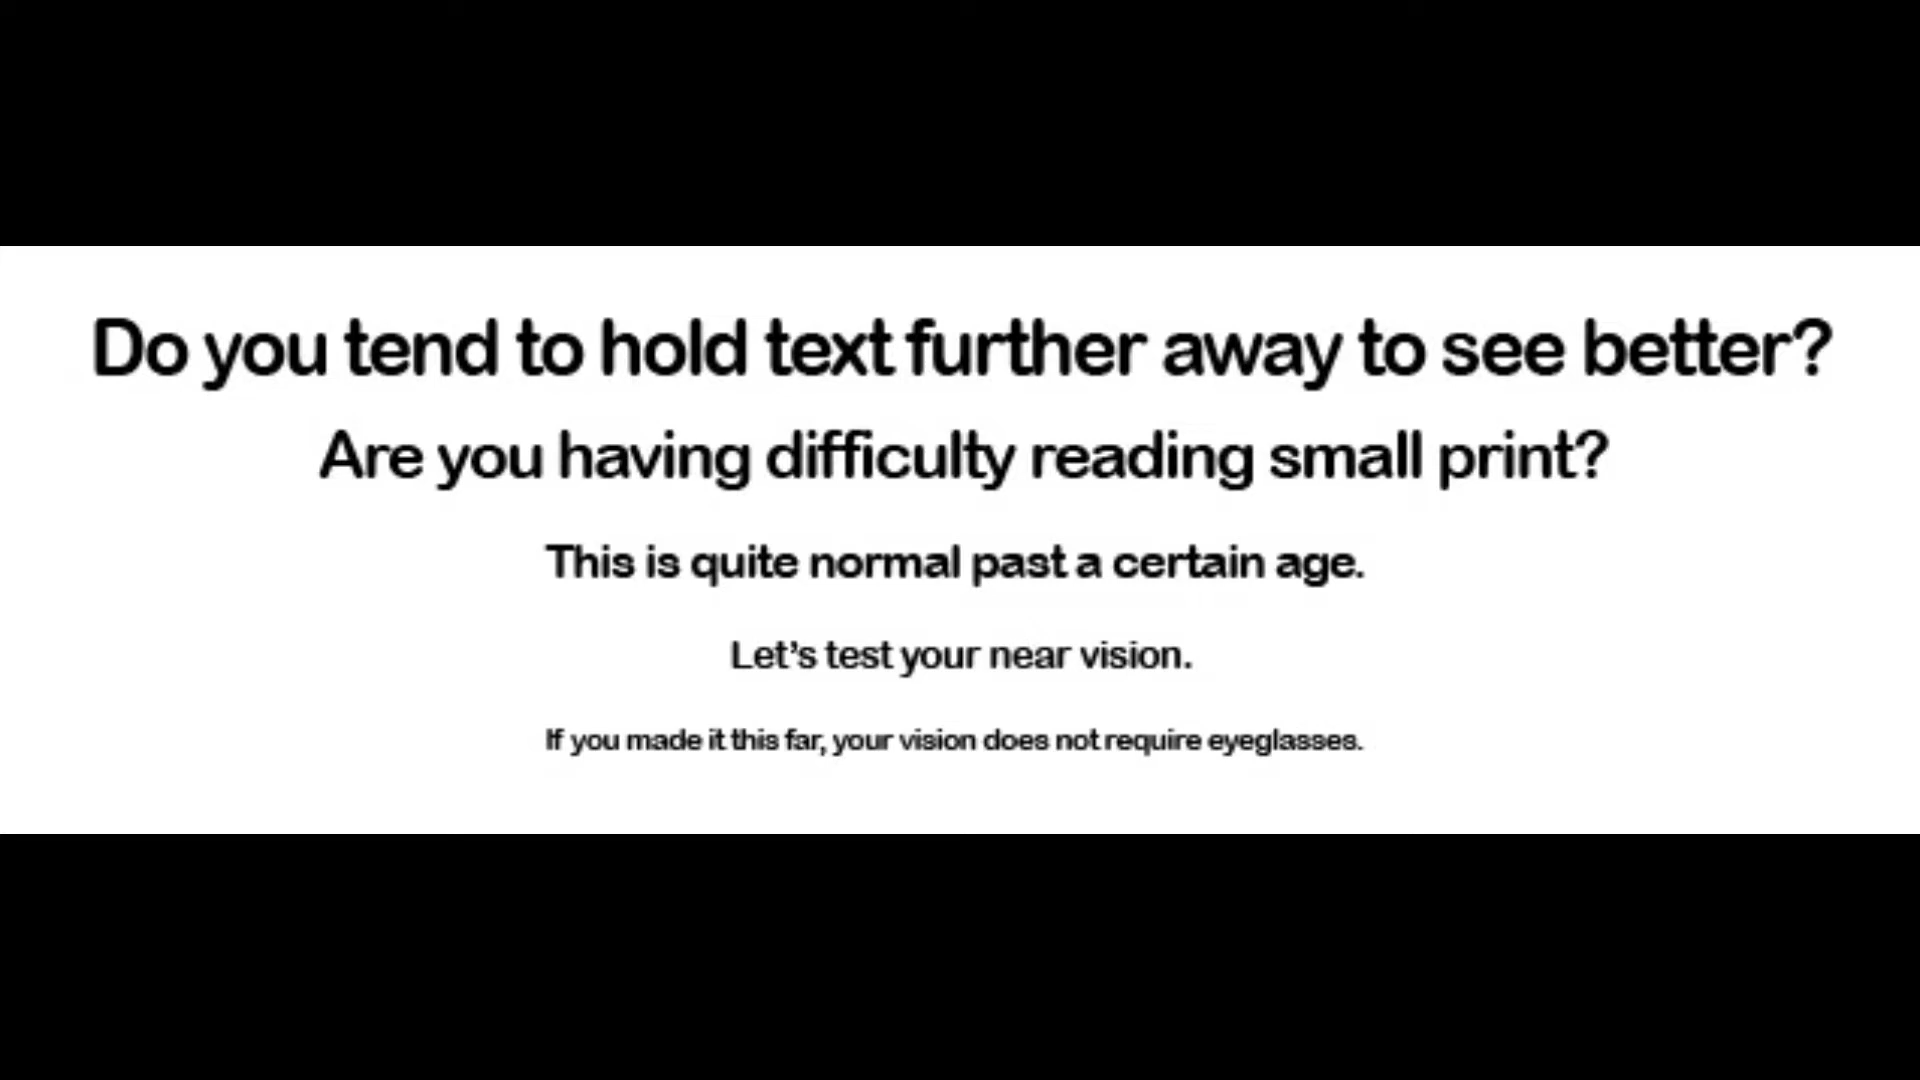 Do you tend to hold text further away to see better?
Are you having difficulty reading small print?
This is quite normal past a certain age.
Let’s test your near vision.
If you made it this far, your vision does not require eyeglasses.